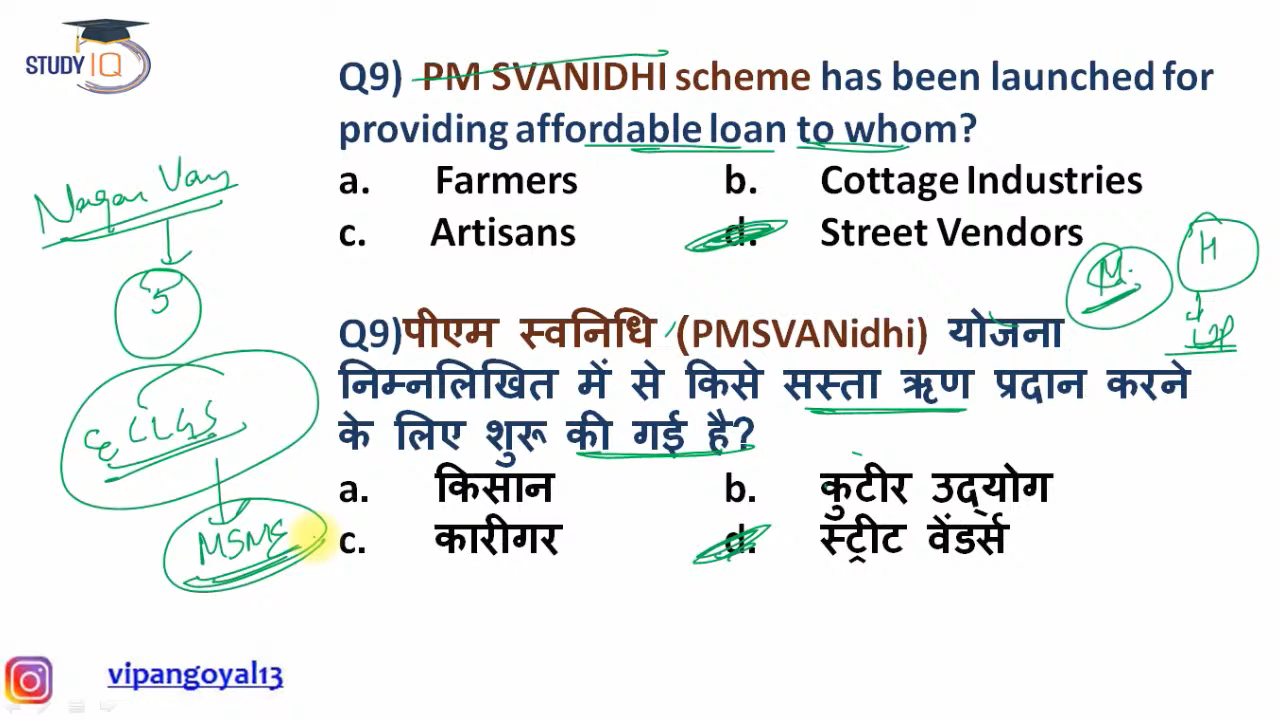 STUDY IQ
Q9) PM SVANIDHI scheme has been launched for
providing affordable loan to whom?
a. Farmers b. Cottage Industries
c. Artisans d. Street Vendors
Nagar Van
5
M.
H
UP
Q9)पीएम स्वनिधि (PMSVANidhi) योजना
निम्नलिखित में से किसे सस्ता ऋण प्रदान करने
के लिए शुरू की गई है?
a. किसान b. कुटीर उद्योग
c. कारीगर d. स्ट्रीट वेंडर्स
ECLGS
MSME
vipangoyal13